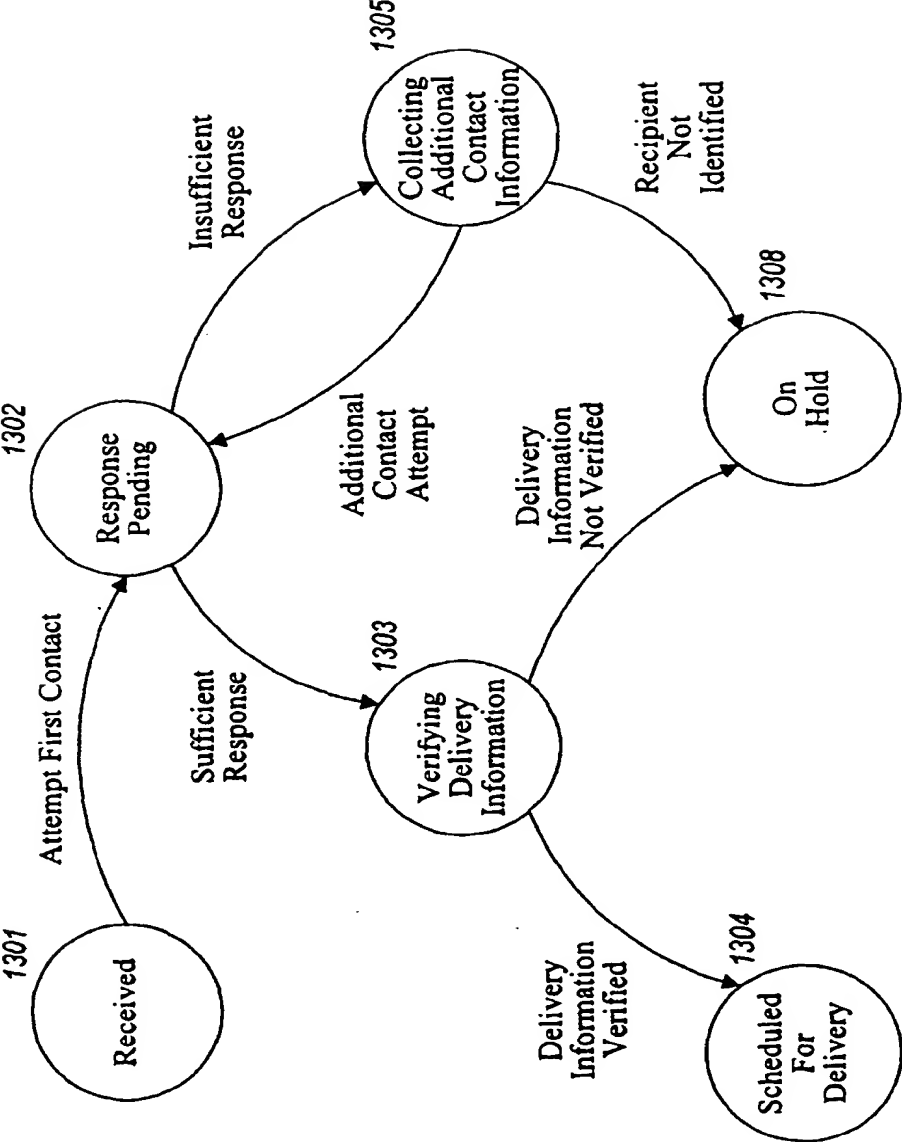 1301
Received
Attempt First Contact
1302
Response
Pending
Insufficient
Response
1305
Collecting
Additional
Contact
Information
Sufficient
Response
Additional
Contact
Attempt
1303
Verifying
Delivery
Information
Delivery
Information
Not Verified
Recipient
Not
Identified
Delivery
Information
Verified
1304
Scheduled
For
Delivery
1308
On
Hold